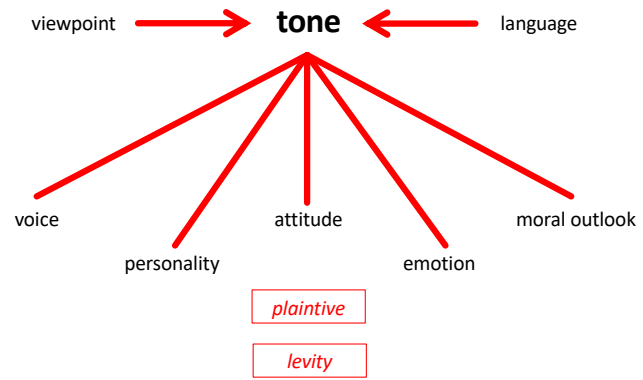 viewpoint tone language
voice attitude moral outlook
personality emotion
plaintive
levity